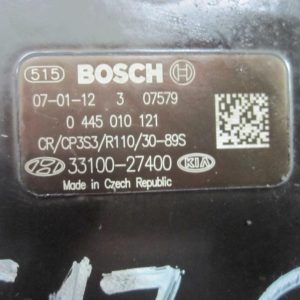 515 BOSCH
07-01-12 3 07579
0 445 010 121
CR/CP3S3/R110/30-89S
33100-27400 KIA
Made in Czech Republic